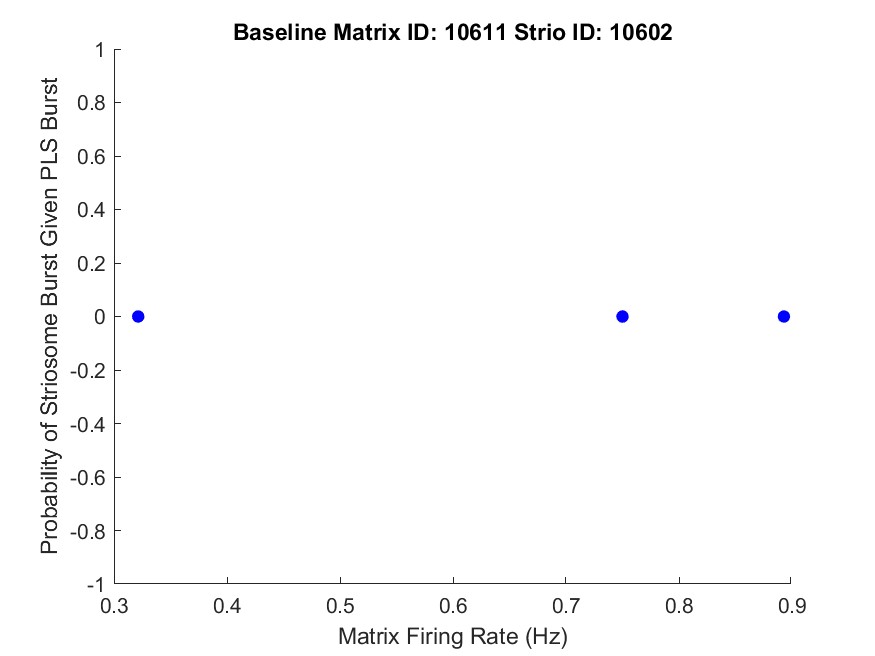 Baseline Matrix ID: 10611 Strio ID: 10602
Probability of Striosome Burst Given PLS Burst
1
0.8
0.6
0.4
0.2
0
-0.2
-0.4
-0.6
-0.8
-1
0.3 0.4 0.5 0.6 0.7 0.8 0.9
Matrix Firing Rate (Hz)